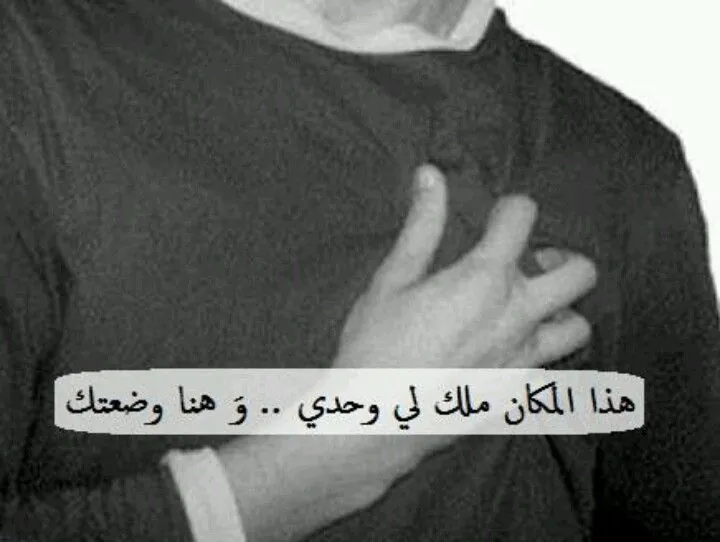 هذا المكان ملك لي وحدي .. وَ هنا وضعتك